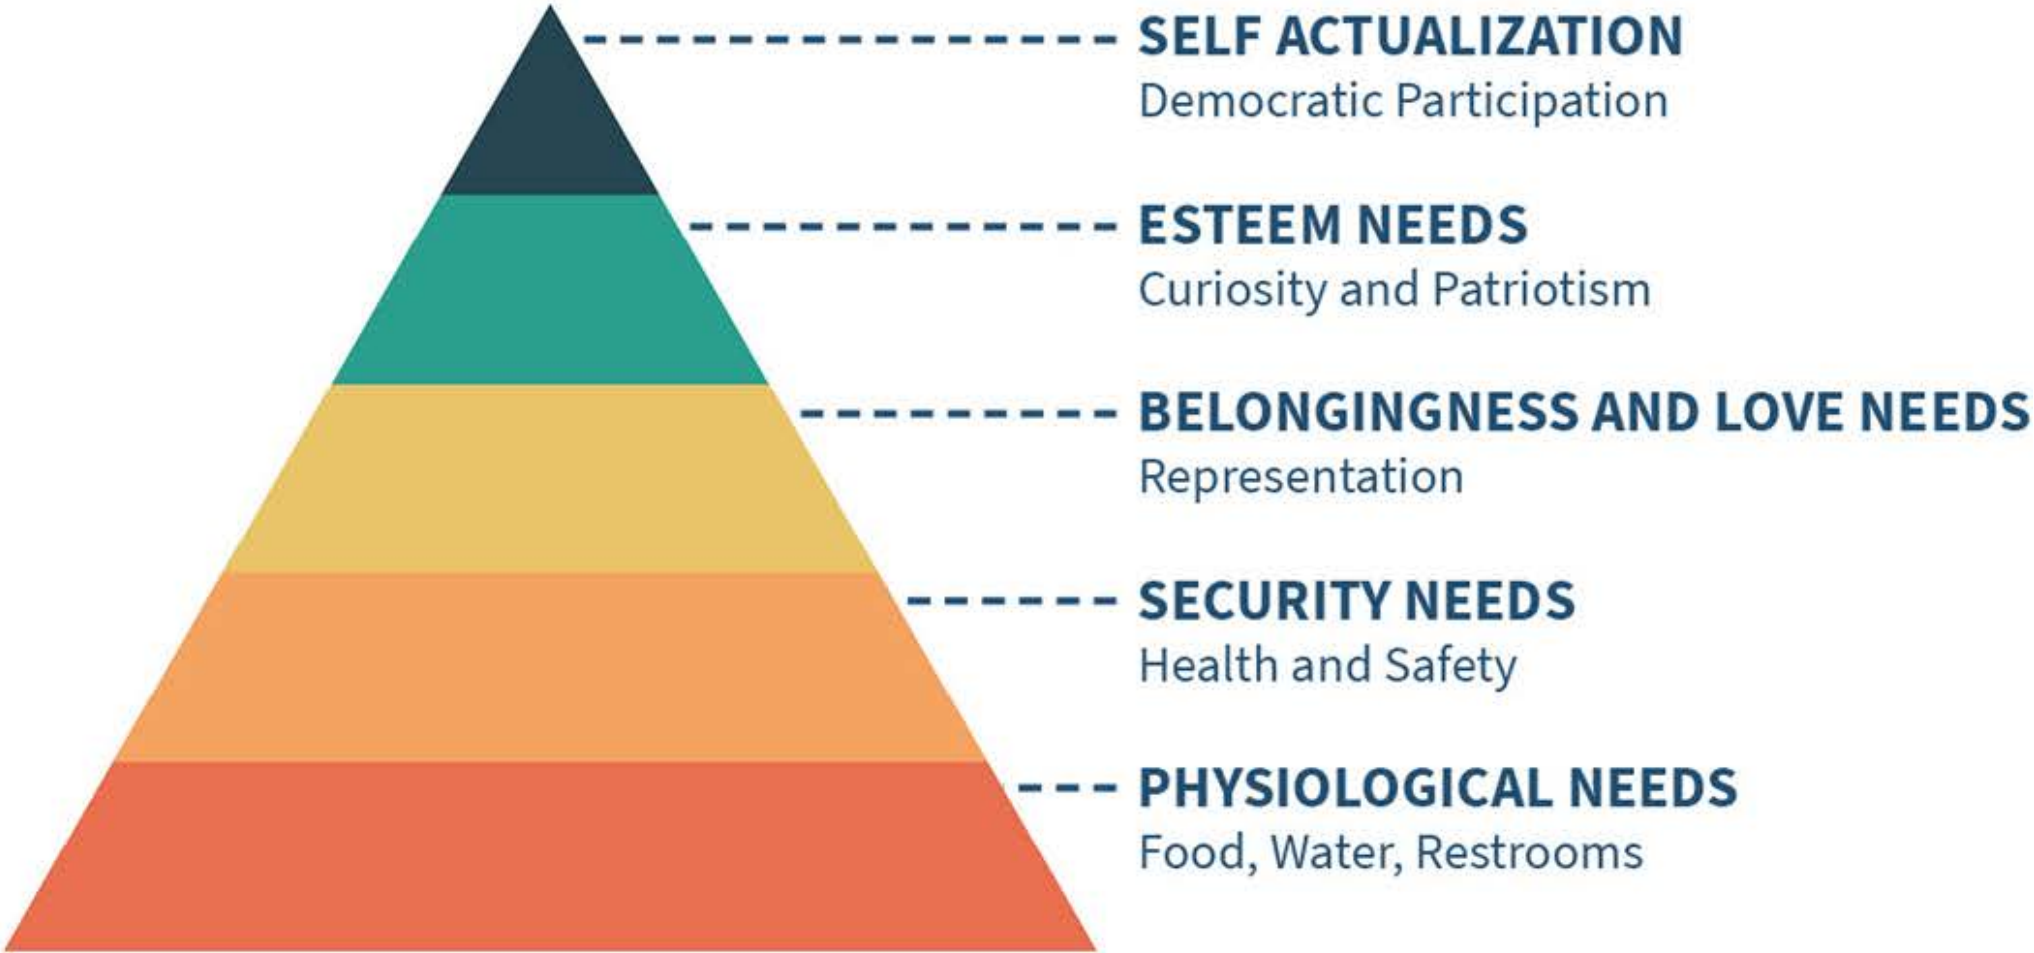 SELF ACTUALIZATION
Democratic Participation
ESTEEM NEEDS
Curiosity and Patriotism
BELONGINGNESS AND LOVE NEEDS
Representation
SECURITY NEEDS
Health and Safety
PHYSIOLOGICAL NEEDS
Food, Water, Restrooms